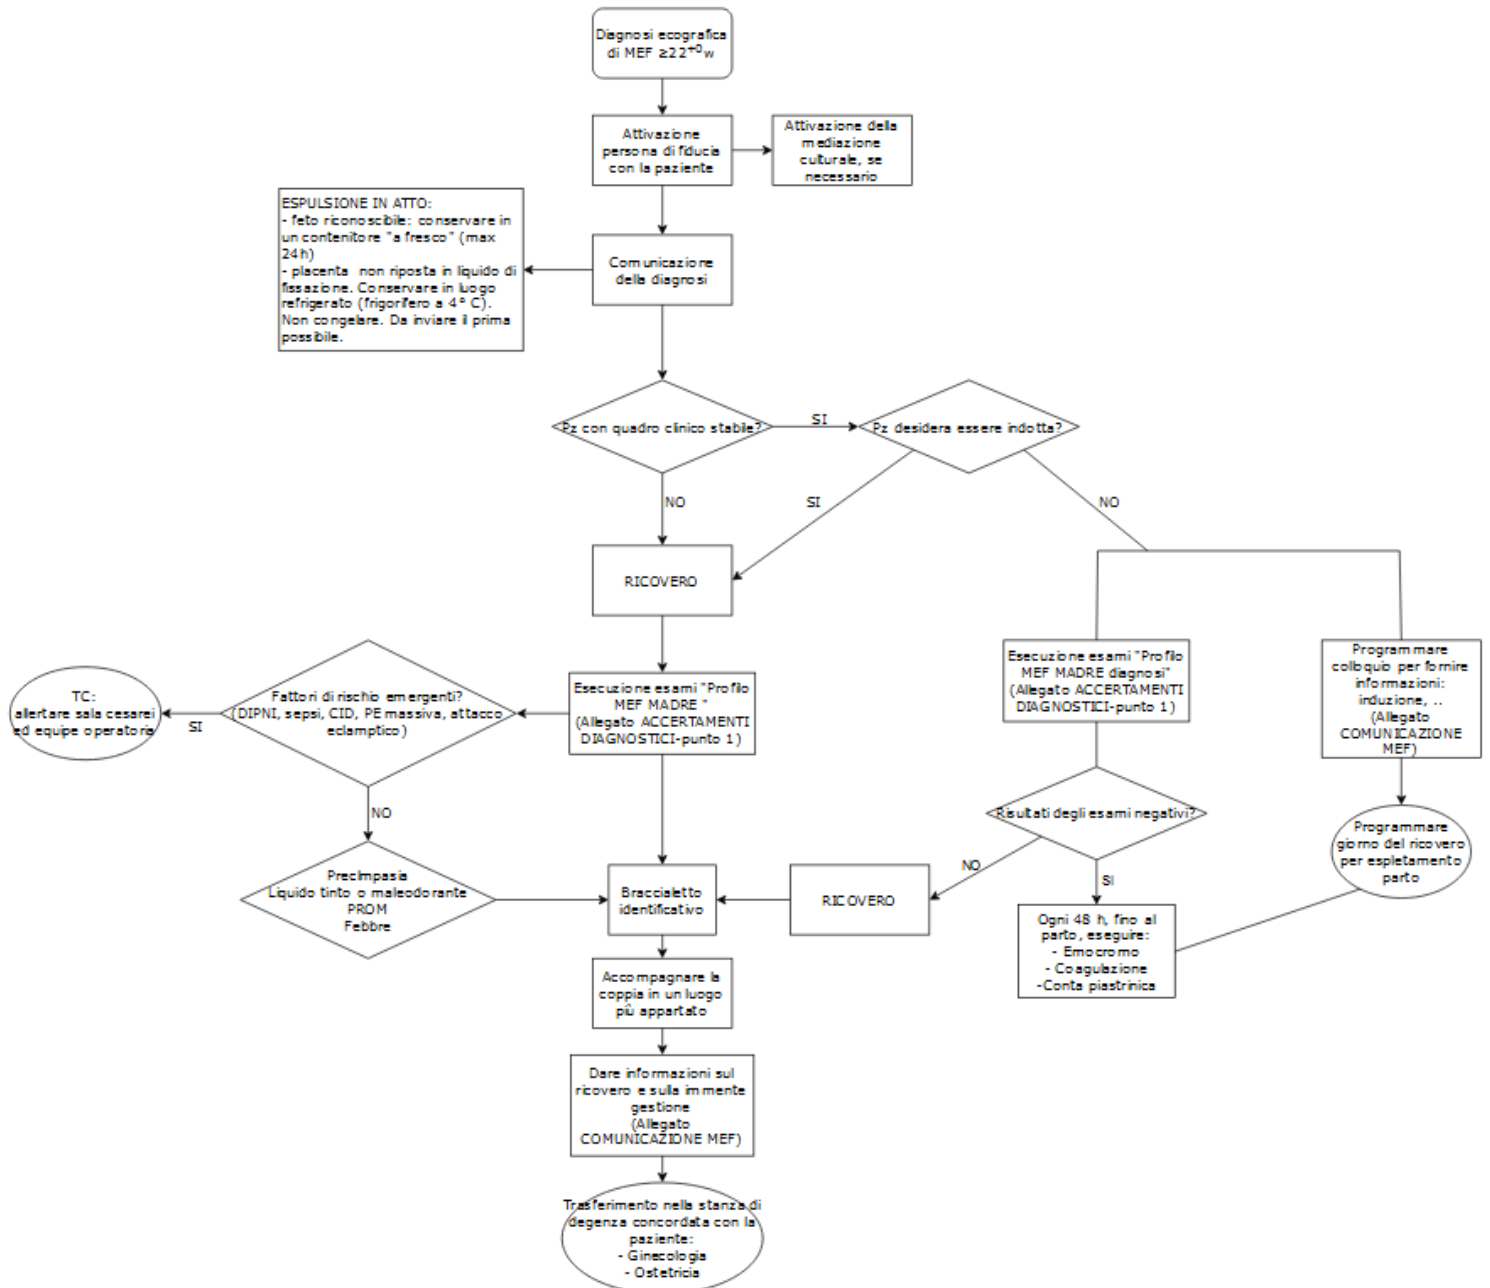 Diagnosi ecografica
di MEF ≥22⁺⁰w
Attivazione
persona di fiducia
con la paziente
Attivazione della
mediazione
culturale, se
necessario
ESPULSIONE IN ATTO:
- feto riconoscibile: conservare in
un contenitore "a fresco" (max
24h)
- placenta non riposta in liquido di
fissazione. Conservare in luogo
refrigerato (frigorifero a 4° C).
Non congelare. Da inviare il prima
possibile.
Comunicazione
della diagnosi
Pz con quadro clinico stabile?
SI
Pz desidera essere indotta?
NO
SI
NO
RICOVERO
Esecuzione esami "Profilo
MEF MADRE "
(Allegato ACCERTAMENTI
DIAGNOSTICI-punto 1)
Fattori di rischio emergenti?
(DIPNI, sepsi, CID, PE massiva, attacco
eclamptico)
SI
TC:
allertare sala cesarei
ed equipe operatoria
NO
PrecImpasia
Liquido tinto o maleodorante
PROM
Febbre
Esecuzione esami "Profilo
MEF MADRE diagnosi"
(Allegato ACCERTAMENTI
DIAGNOSTICI-punto 1)
Programmare
colloquio per fornire
informazioni:
induzione, ..
(Allegato
COMUNICAZIONE
MEF)
Risultati degli esami negativi?
NO
SI
Programmare
giorno del ricovero
per espletamento
parto
Braccialetto
identificativo
RICOVERO
Ogni 48 h, fino al
parto, eseguire:
- Emocromo
- Coagulazione
-Conta piastrinica
Accompagnare la
coppia in un luogo
più appartato
Dare informazioni sul
ricovero e sulla immente
gestione
(Allegato
COMUNICAZIONE MEF)
Trasferimento nella stanza di
degenza concordata con la
paziente:
- Ginecologia
- Ostetricia